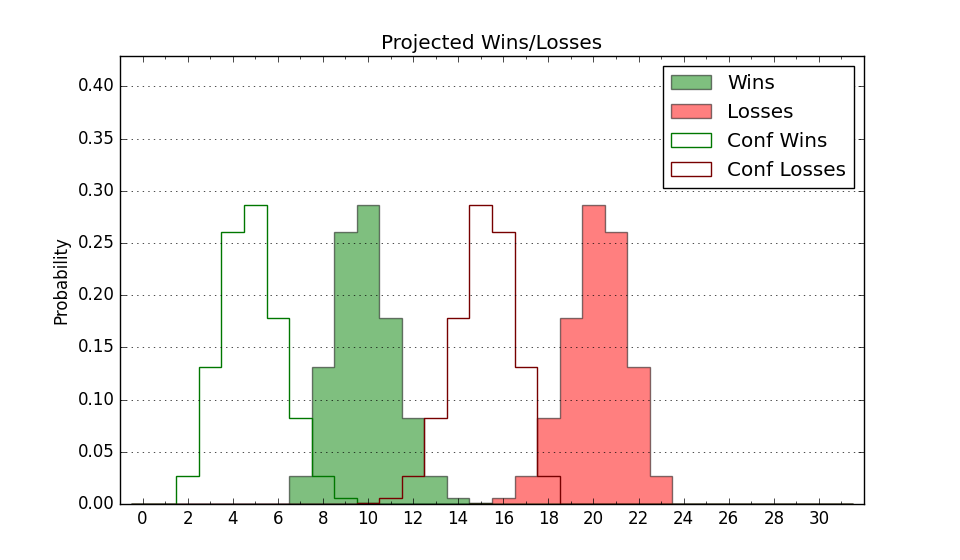 Projected Wins/Losses
Wins
Losses
Conf Wins
Conf Losses
Probability
0.40
0.35
0.30
0.25
0.20
0.15
0.10
0.05
0.00
0 2 4 6 8 10 12 14 16 18 20 22 24 26 28 30